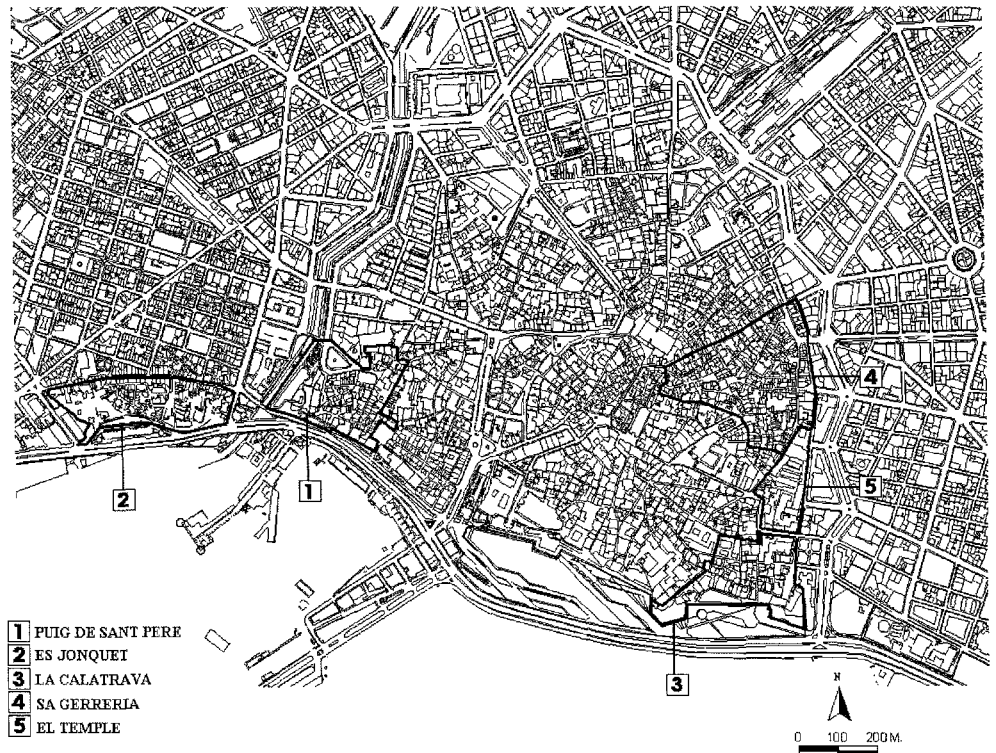 4
5
2
1
3
1 PUIG DE SANT PERE
2 ES JONQUET
3 LA CALATRAVA
4 SA GERRERIA
5 EL TEMPLE
N
0 100 200 M.